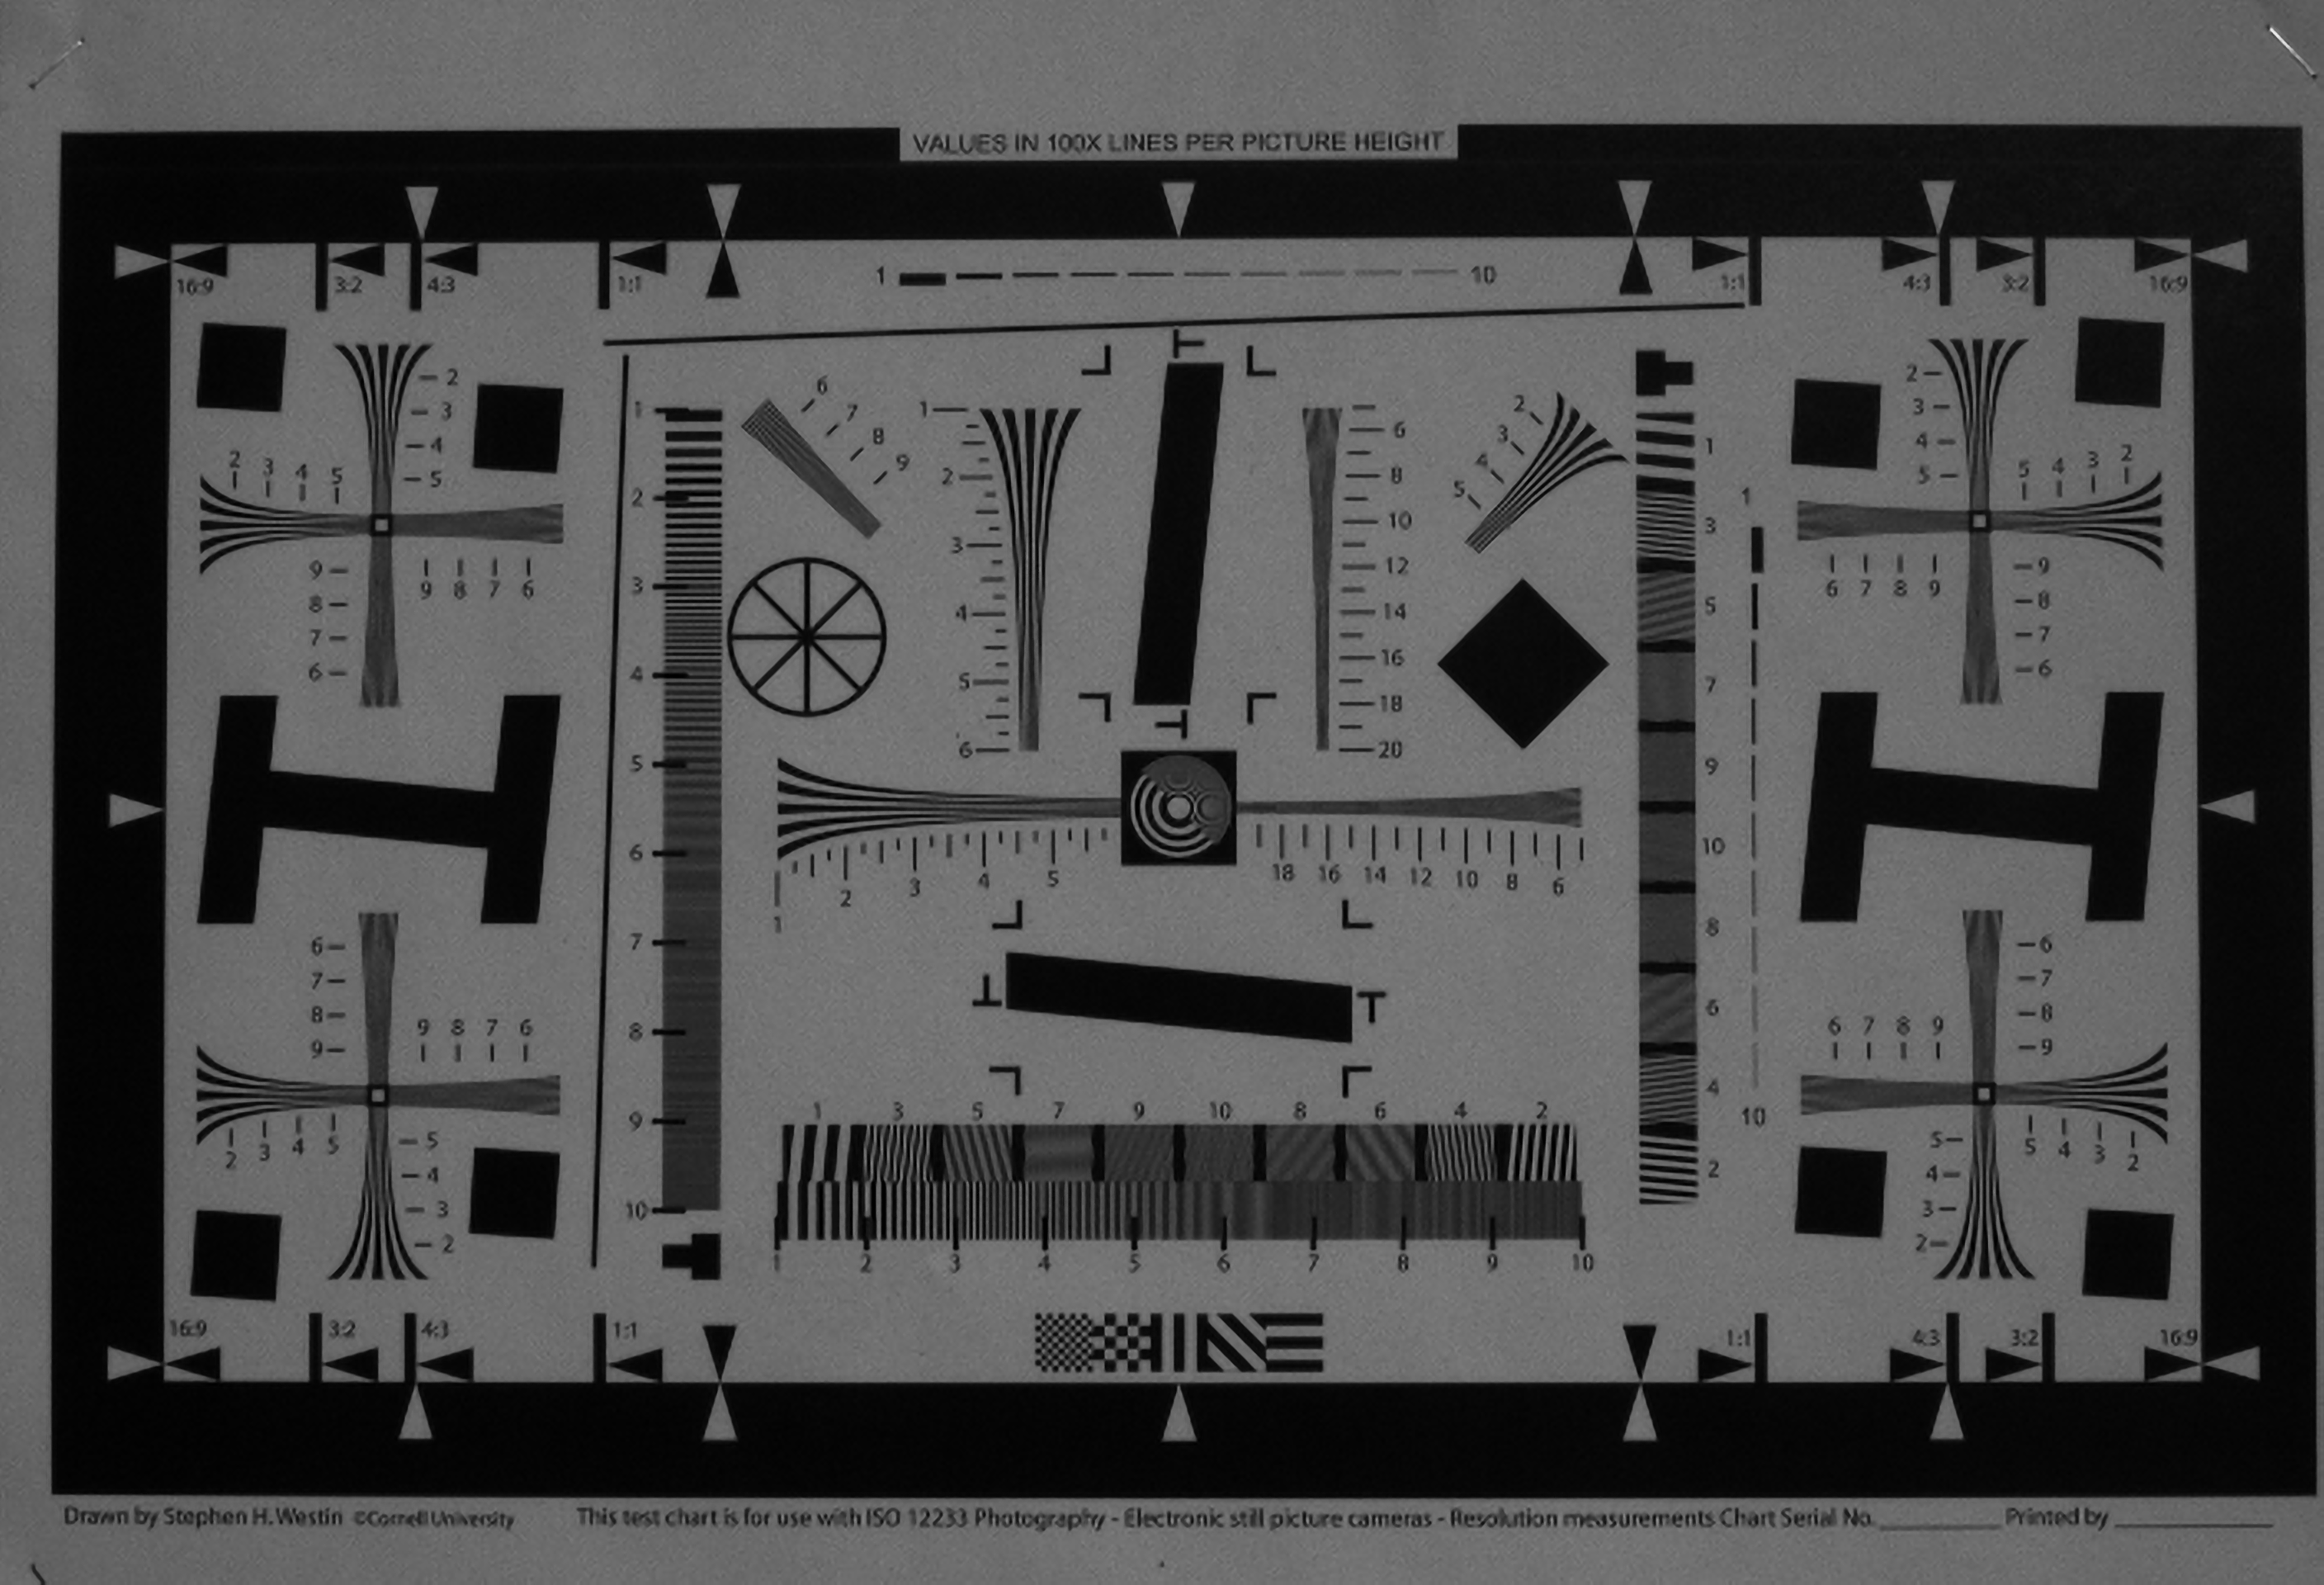 VALUES IN 100X LINES PER PICTURE HEIGHT
16:9 3:2 4:3 1:1 1 10 1:1 4:3 3:2 16:9
2 3 4 5
2 3 4 5
9 8 7 6
9 8 7 6
1 2 3 4 5 6 7 8 9 10
6 7 8 9
1 2 3 4 5 6
6 8 10 12 14 16 18 20
2 3 4 5
1 3 5 7 9 10 8 6 4 2
1 10
2 3 4 5
5 4 3 2
6 7 8 9
9 8 7 6
1 2 3 4 5 18 16 14 12 10 8 6
6 7 8 9
9 8 7 6
2 3 4 5
5 4 3 2
1 3 5 7 9 10 8 6 4 2
1 2 3 4 5 6 7 8 9 10
6 7 8 9
6 7 8 9
5 4 3 2
5 4 3 2
16:9 3:2 4:3 1:1 1:1 4:3 3:2 16:9
Drawn by Stephen H. Westin ©Cornell University This test chart is for use with ISO 12233 Photography - Electronic still picture cameras - Resolution measurements Chart Serial No. Printed by